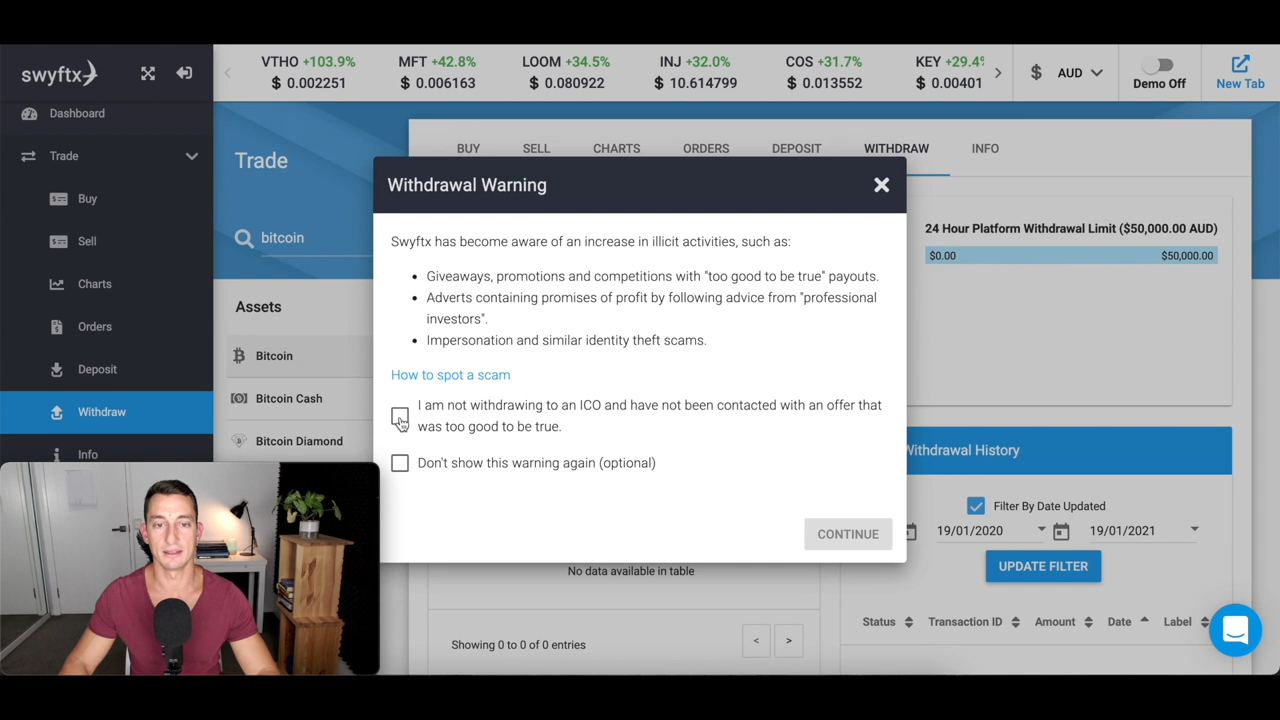 swyftx
VTHO +103.9%
$ 0.002251
MFT +42.8%
$ 0.006163
LOOM +34.5%
$ 0.080922
INJ +32.0%
$ 10.614799
COS +31.7%
$ 0.013552
KEY +29.4%
$ 0.00401
$ AUD
Demo Off
New Tab
Dashboard
Trade
Buy
Sell
Charts
Orders
Deposit
Withdraw
Info
Trade
bitcoin
Assets
Bitcoin
Bitcoin Cash
Bitcoin Diamond
BUY SELL CHARTS ORDERS DEPOSIT WITHDRAW INFO
Withdrawal Warning
Swyftx has become aware of an increase in illicit activities, such as:
• Giveaways, promotions and competitions with "too good to be true" payouts.
• Adverts containing promises of profit by following advice from "professional
investors".
• Impersonation and similar identity theft scams.
How to spot a scam
I am not withdrawing to an ICO and have not been contacted with an offer that
was too good to be true.
Don't show this warning again (optional)
CONTINUE
24 Hour Platform Withdrawal Limit ($50,000.00 AUD)
$0.00 $50,000.00
Withdrawal History
Filter By Date Updated
19/01/2020 19/01/2021
UPDATE FILTER
Status Transaction ID Amount Date Label
No data available in table
Showing 0 to 0 of 0 entries
< >